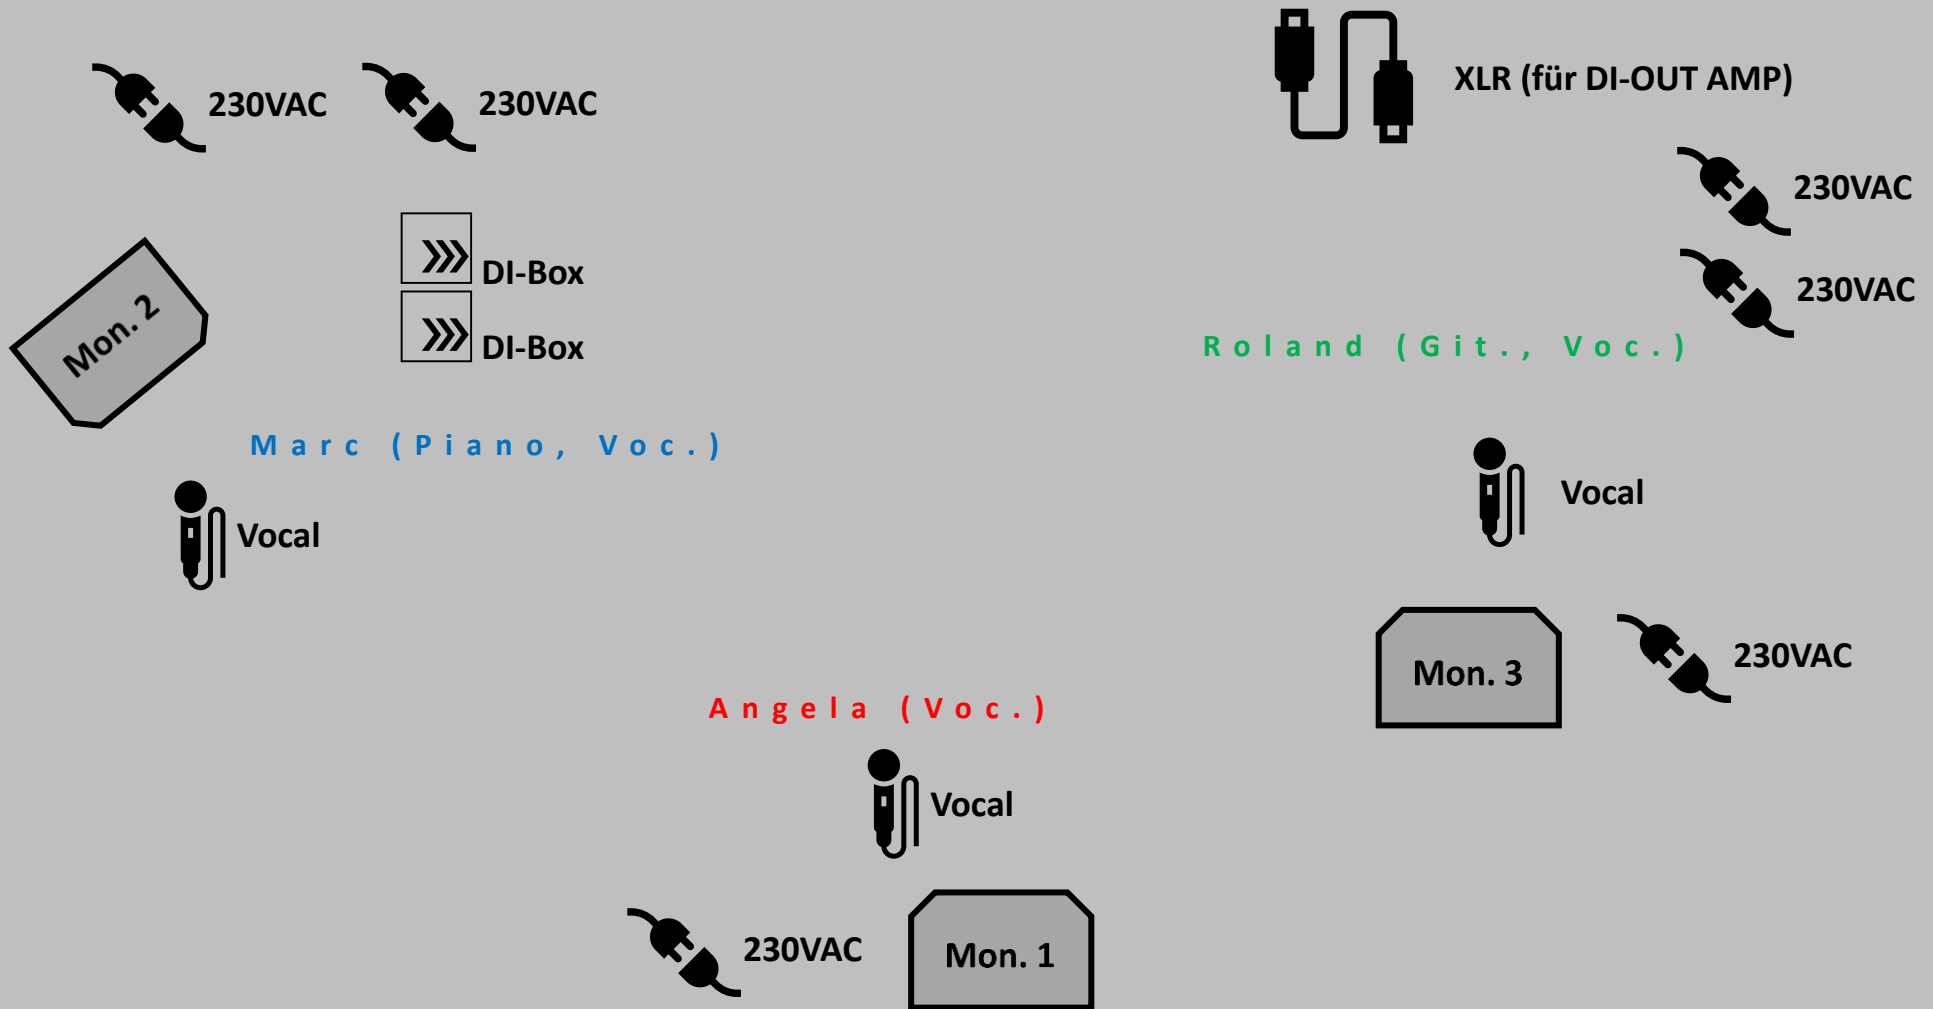 XLR (für DI-OUT AMP)
230VAC
230VAC
230VAC
230VAC
DI-Box
DI-Box
Mon. 2
Roland (Git., Voc.)
Marc (Piano, Voc.)
Vocal
Vocal
Mon. 3
230VAC
Angela (Voc.)
Vocal
230VAC
Mon. 1